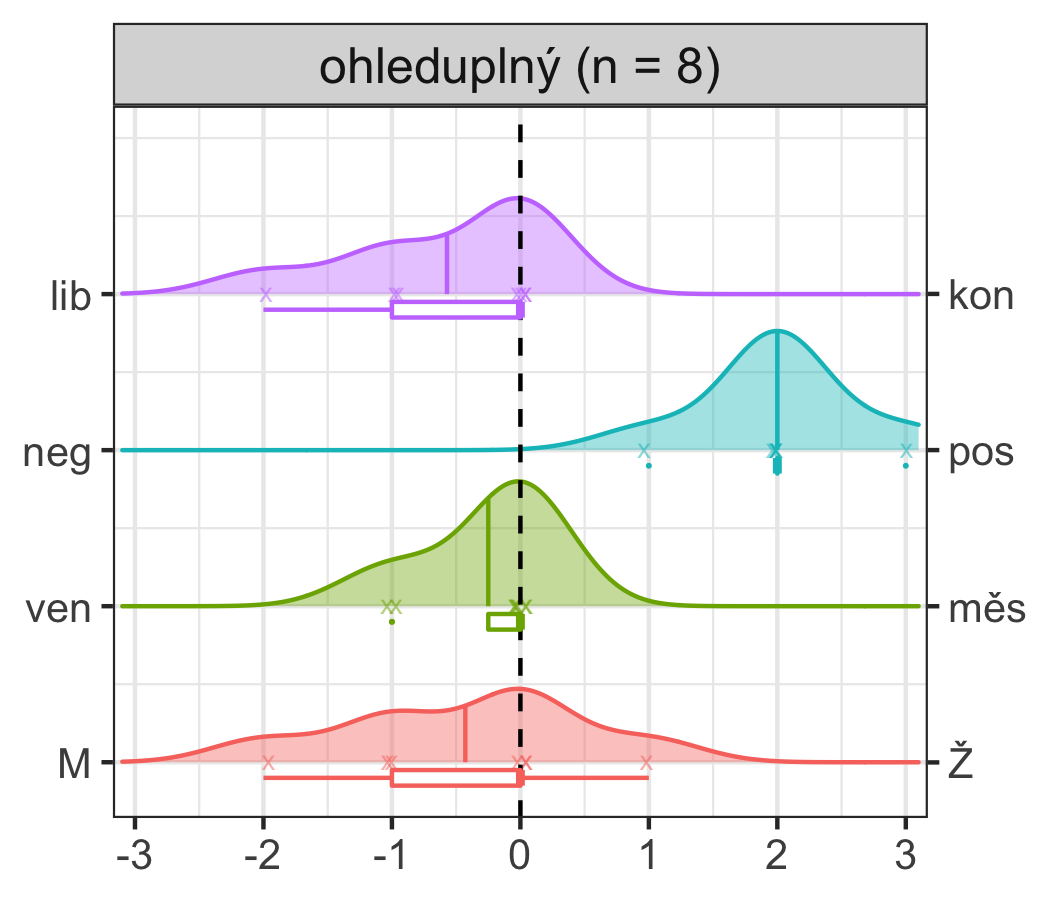 ohleduplný (n = 8)
lib kon
neg pos
ven měs
M Ž
-3 -2 -1 0 1 2 3